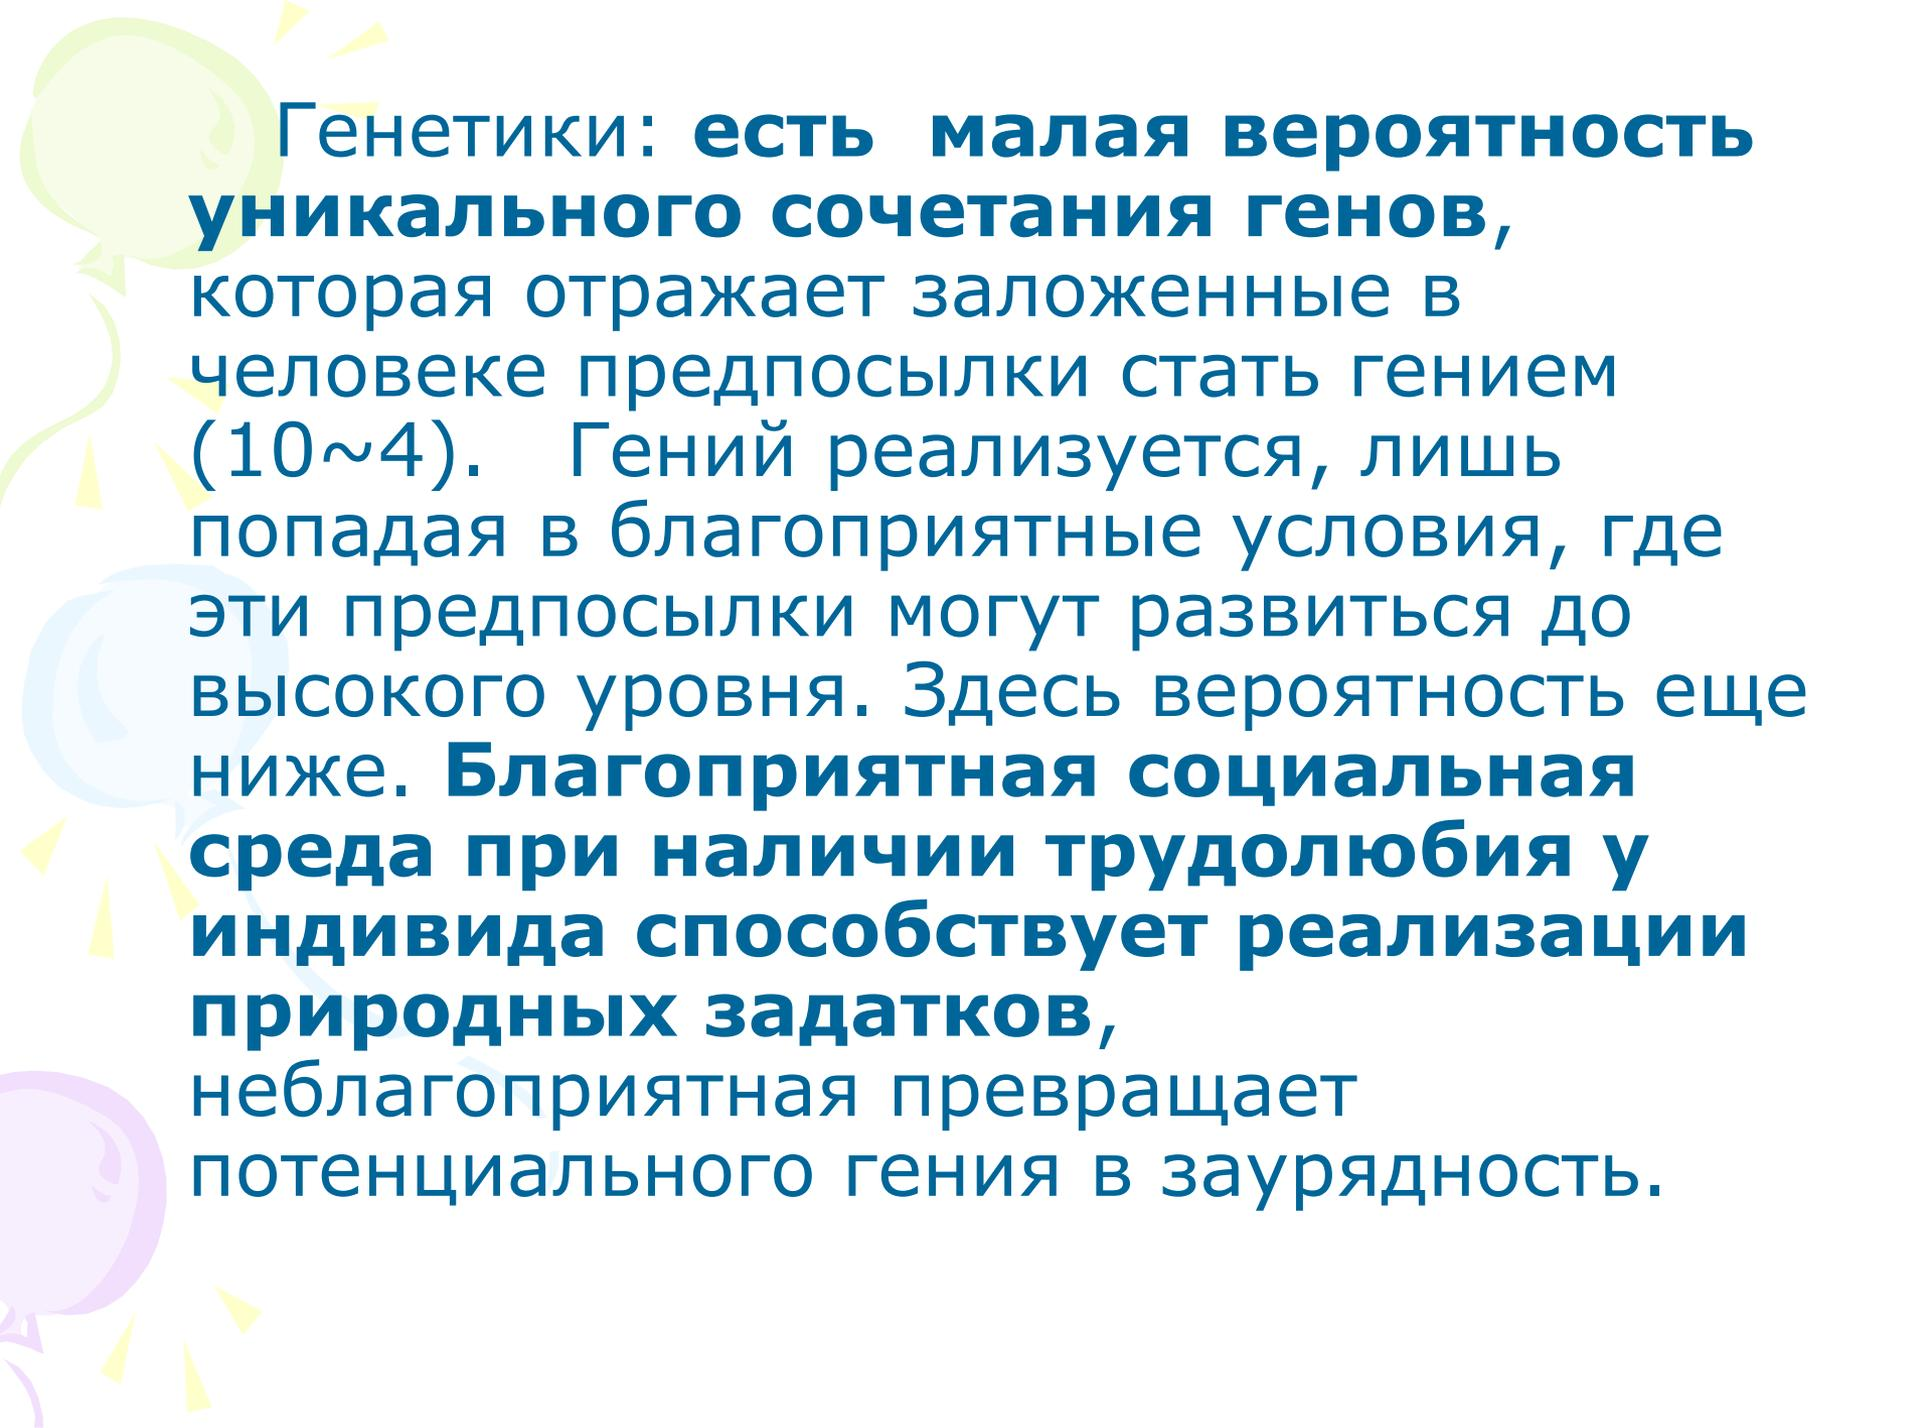 Генетики: есть  малая вероятность
уникального сочетания генов,
которая отражает заложенные в
человеке предпосылки стать гением
(10~4).   Гений реализуется, лишь
попадая в благоприятные условия, где
эти предпосылки могут развиться до
высокого уровня. Здесь вероятность еще
ниже. Благоприятная социальная
среда при наличии трудолюбия у
индивида способствует реализации
природных задатков,
неблагоприятная превращает
потенциального гения в заурядность.